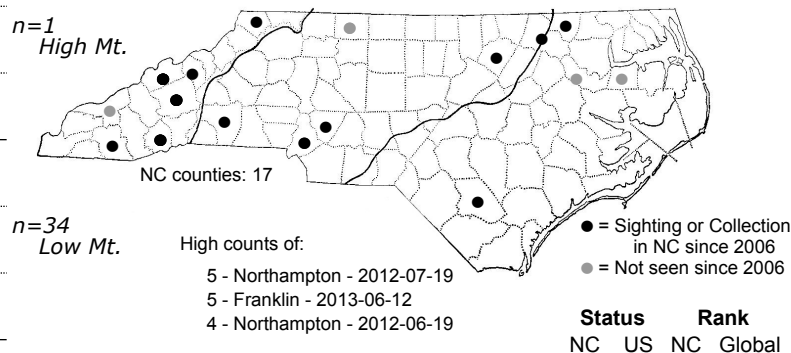 n=1
High Mt.
NC counties: 17
n=34
Low Mt.
High counts of:
5 - Northampton - 2012-07-19
5 - Franklin - 2013-06-12
4 - Northampton - 2012-06-19
● = Sighting or Collection
in NC since 2006
● = Not seen since 2006
Status Rank
NC US NC Global